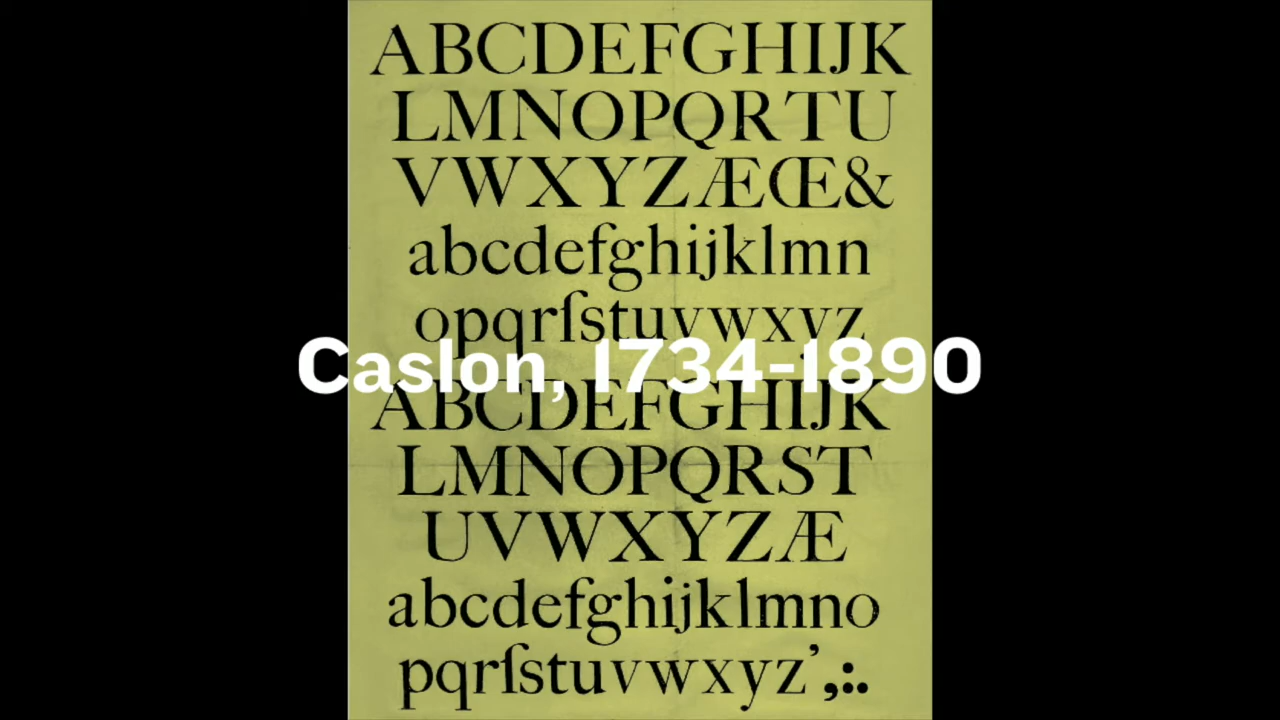 ABCDEFGHIJK
LMNOPQRTU
VWXYZÆŒ&
abcdefghijklmn
opqrſstuvwxyz
Caslon, 1734-1890
ABCDEFGHIJK
LMNOPQRST
UVWXYZÆ
abcdefghijklmno
pqrſstuvwxyz’,:.